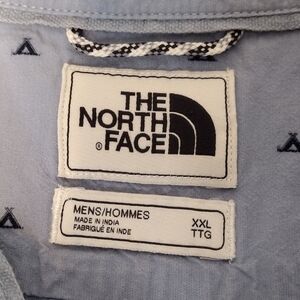 THE
NORTH
® FACE
MENS/HOMMES
MADE IN INDIA
FABRIQUÉ EN INDE
XXL
TTG